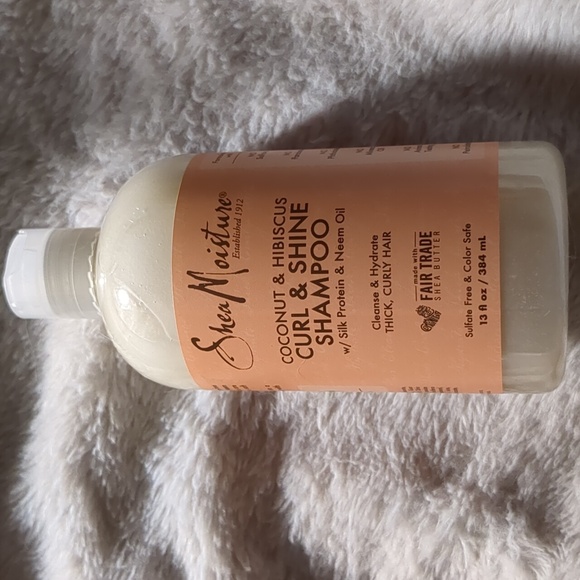 SheaMoisture®
Established 1912
COCONUT & HIBISCUS
CURL & SHINE
SHAMPOO
w/ Silk Protein & Neem Oil
Cleanse & Hydrate
THICK, CURLY HAIR
made with
FAIR TRADE
SHEA BUTTER
Sulfate Free & Color Safe
13 fl oz / 384 mL